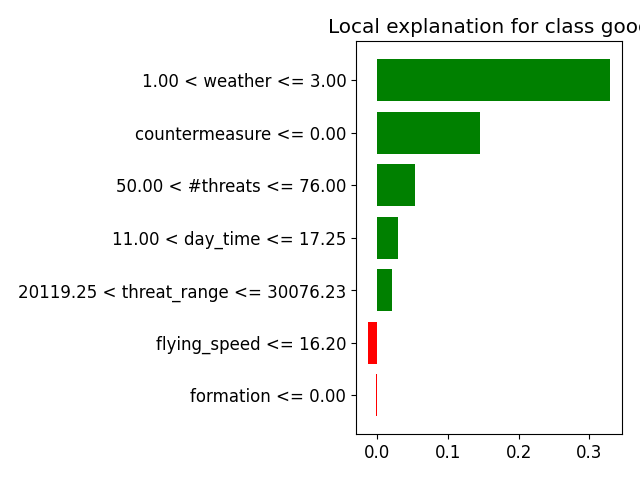 Local explanation for class good
1.00 < weather <= 3.00
countermeasure <= 0.00
50.00 < #threats <= 76.00
11.00 < day_time <= 17.25
20119.25 < threat_range <= 30076.23
flying_speed <= 16.20
formation <= 0.00
0.0 0.1 0.2 0.3